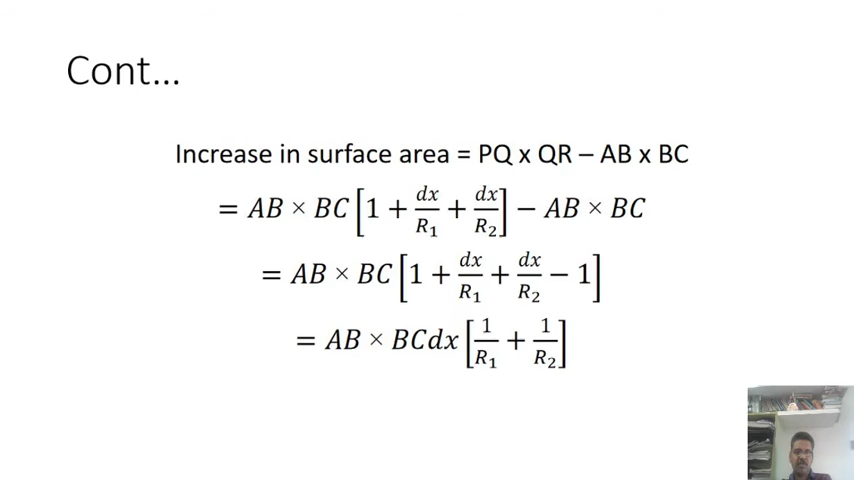 Cont…
Increase in surface area = PQ x QR – AB x BC
= AB × BC [1 + dx/R₁ + dx/R₂] − AB × BC
= AB × BC [1 + dx/R₁ + dx/R₂ − 1]
= AB × BCdx [1/R₁ + 1/R₂]